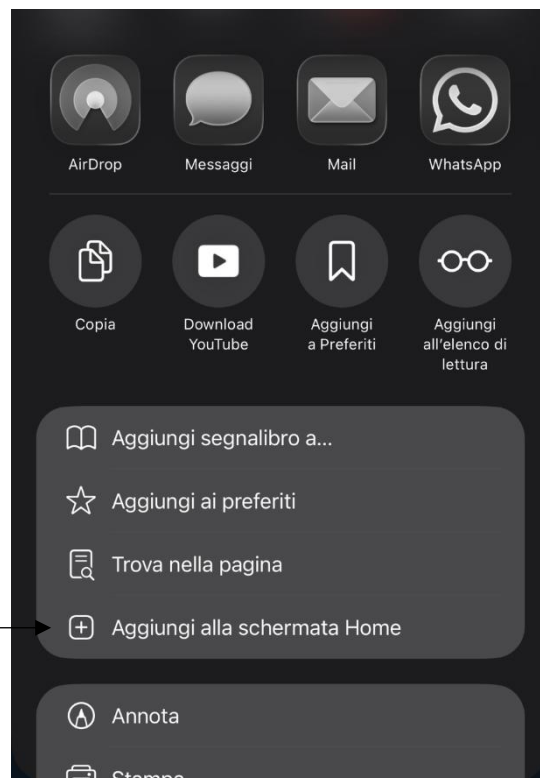 AirDrop
Messaggi
Mail
WhatsApp
Copia
Download
YouTube
Aggiungi
a Preferiti
Aggiungi
all'elenco di
lettura
Aggiungi segnalibro a...
Aggiungi ai preferiti
Trova nella pagina
Aggiungi alla schermata Home
Annota
Stampa